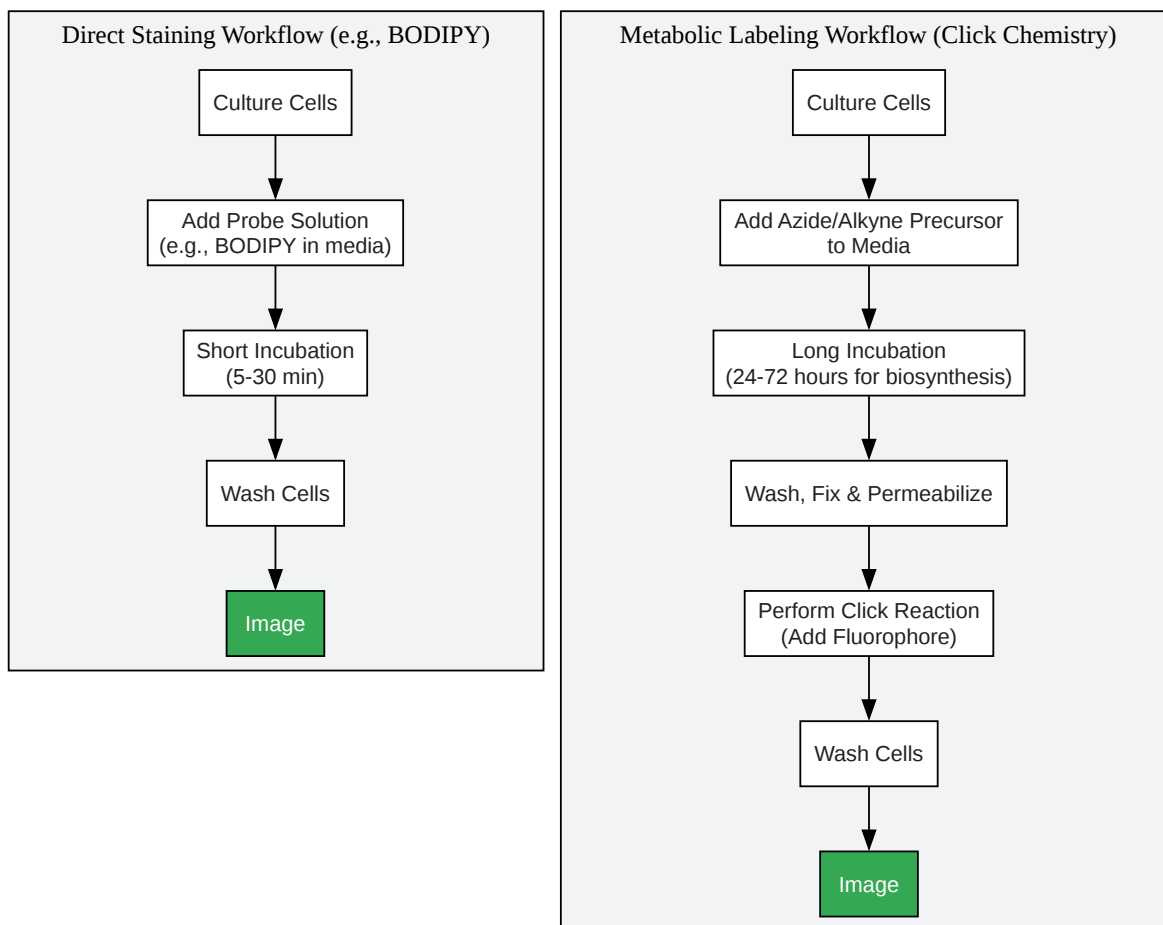 Direct Staining Workflow (e.g., BODIPY)
Culture Cells
Add Probe Solution
(e.g., BODIPY in media)
Short Incubation
(5-30 min)
Wash Cells
Image
Metabolic Labeling Workflow (Click Chemistry)
Culture Cells
Add Azide/Alkyne Precursor
to Media
Long Incubation
(24-72 hours for biosynthesis)
Wash, Fix & Permeabilize
Perform Click Reaction
(Add Fluorophore)
Wash Cells
Image